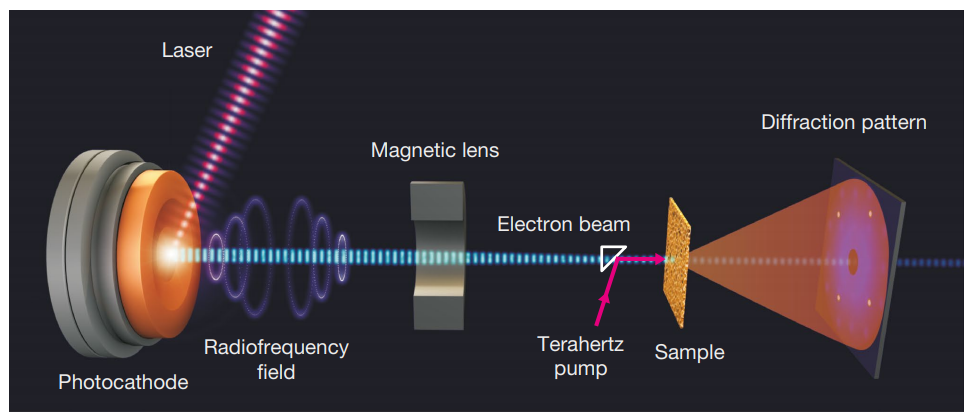 Laser
Diffraction pattern
Magnetic lens
Electron beam
Radiofrequency
field
Terahertz
pump
Sample
Photocathode